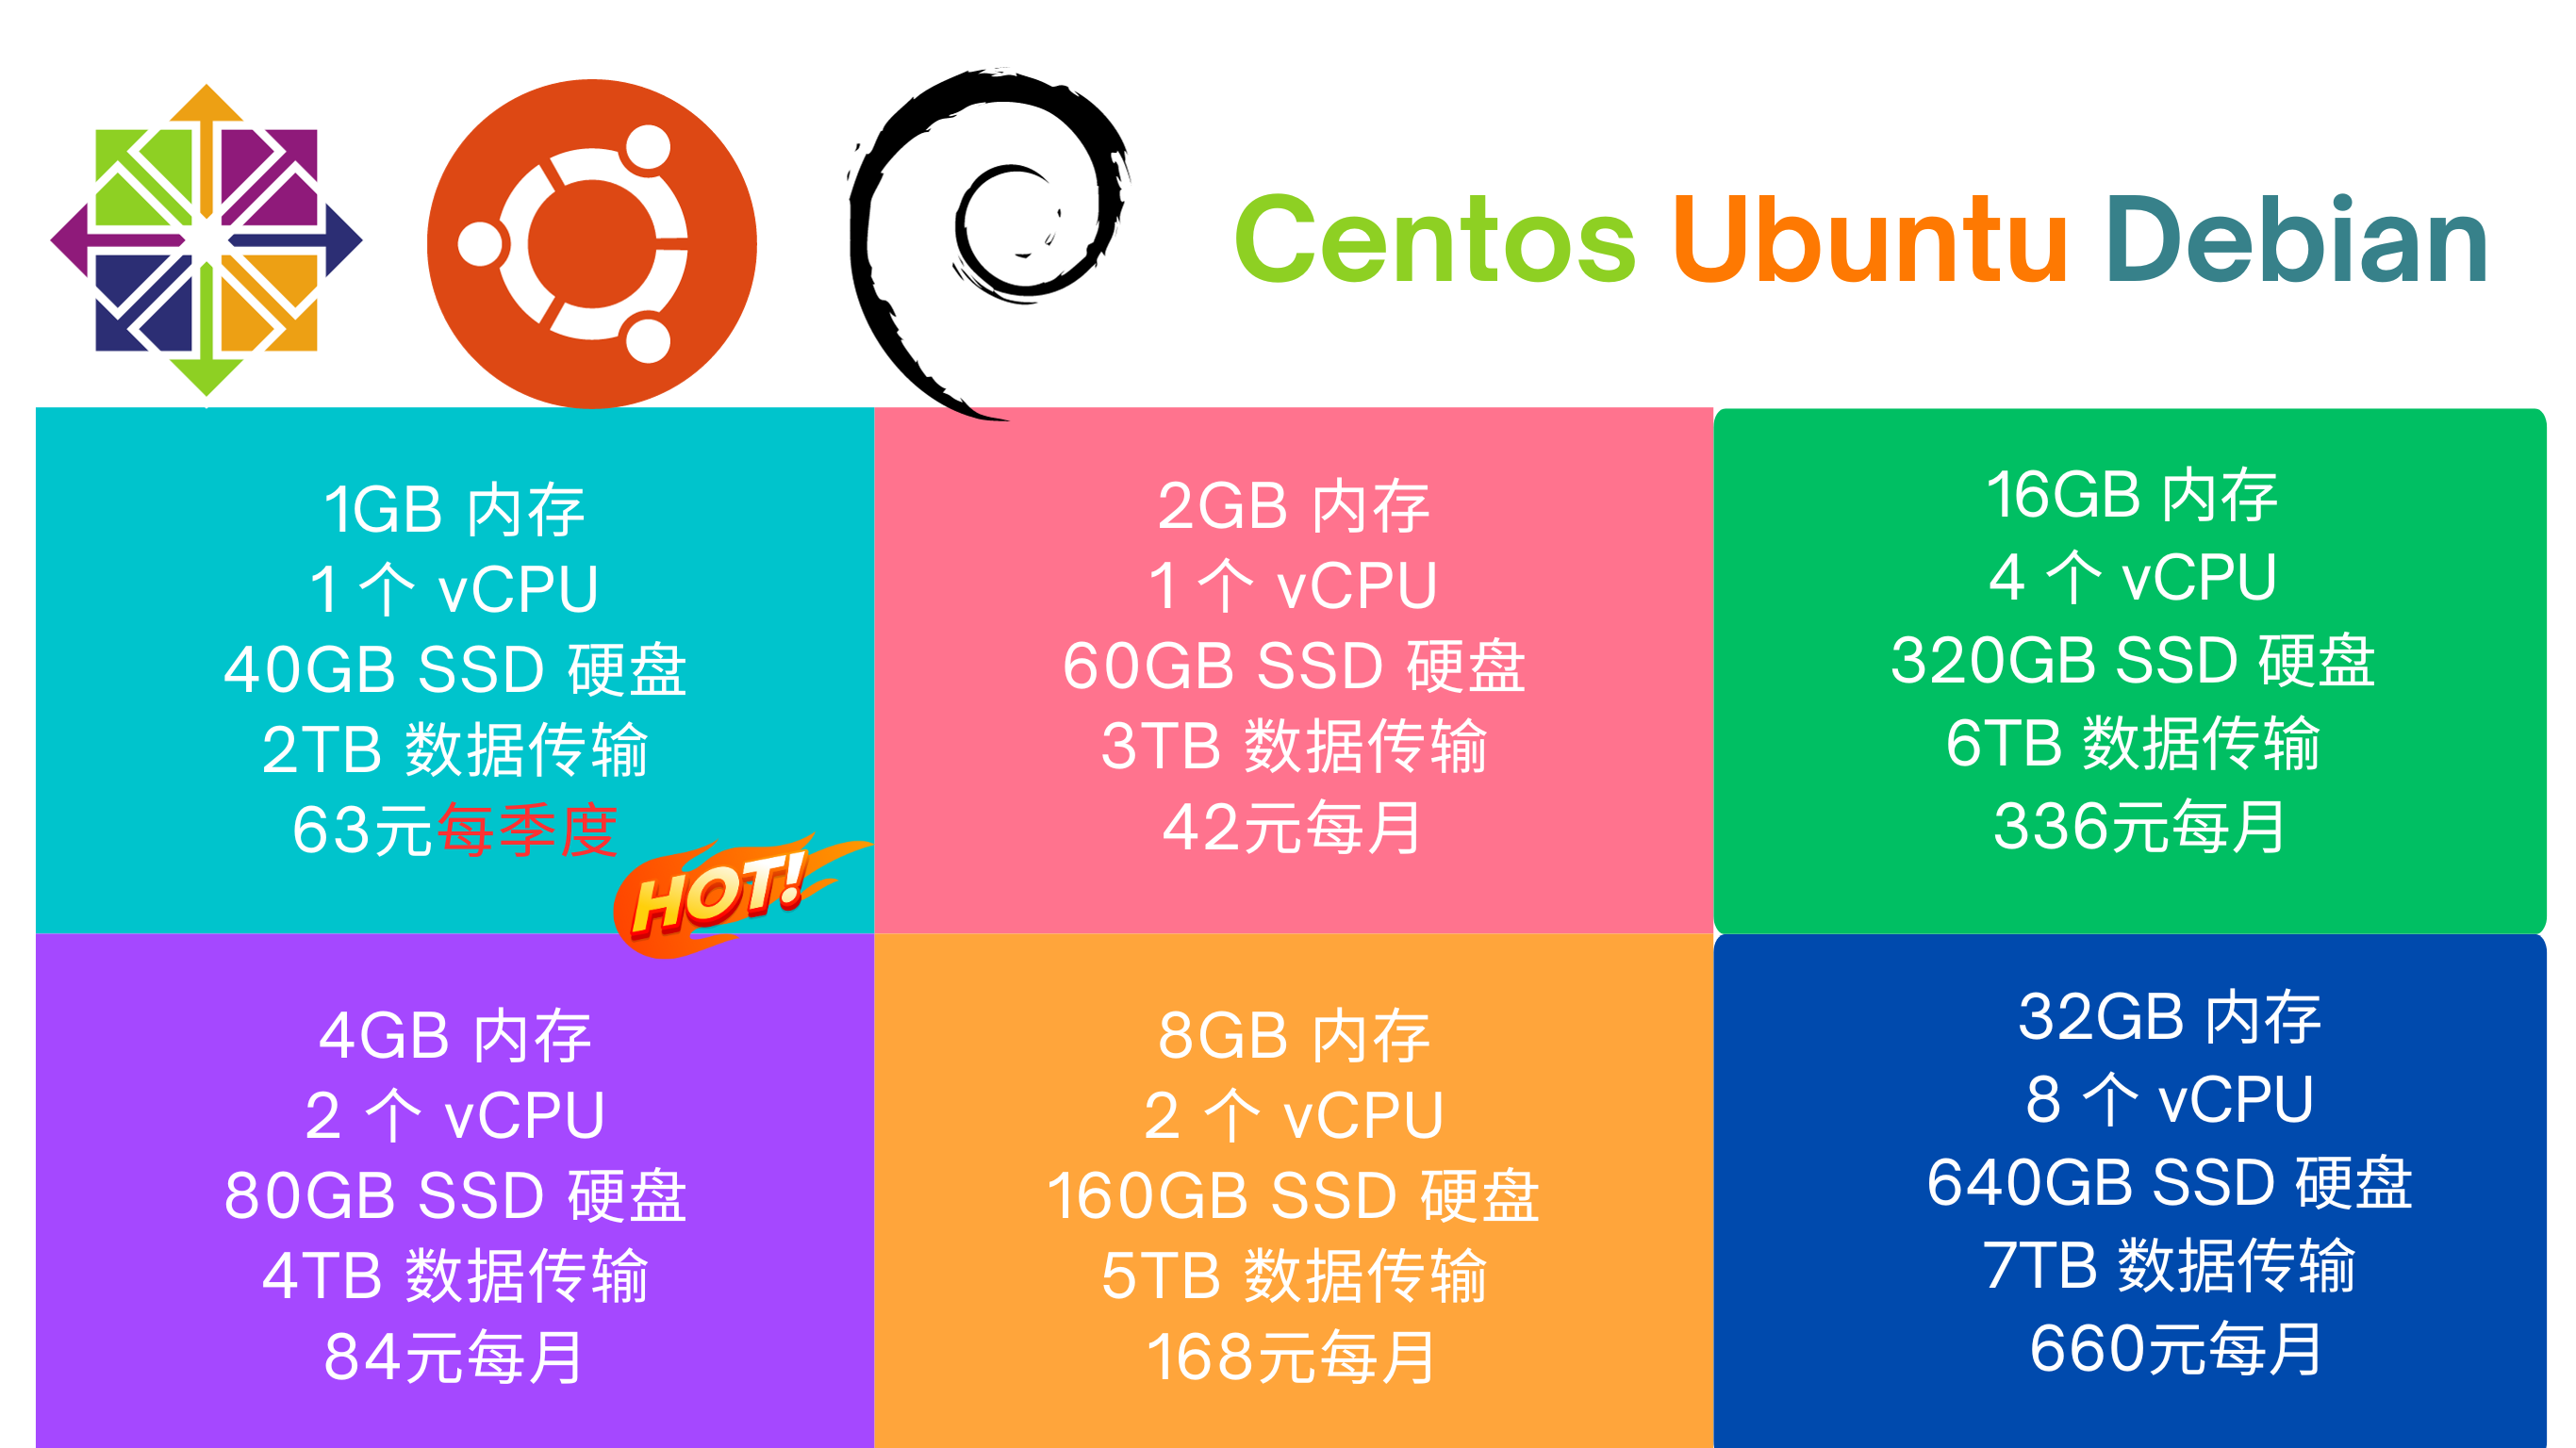 Centos Ubuntu Debian
1GB 内存
1 个 vCPU
40GB SSD 硬盘
2TB 数据传输
63元每季度
HOT!
2GB 内存
1 个 vCPU
60GB SSD 硬盘
3TB 数据传输
42元每月
16GB 内存
4 个 vCPU
320GB SSD 硬盘
6TB 数据传输
336元每月
4GB 内存
2 个 vCPU
80GB SSD 硬盘
4TB 数据传输
84元每月
8GB 内存
2 个 vCPU
160GB SSD 硬盘
5TB 数据传输
168元每月
32GB 内存
8 个 vCPU
640GB SSD 硬盘
7TB 数据传输
660元每月